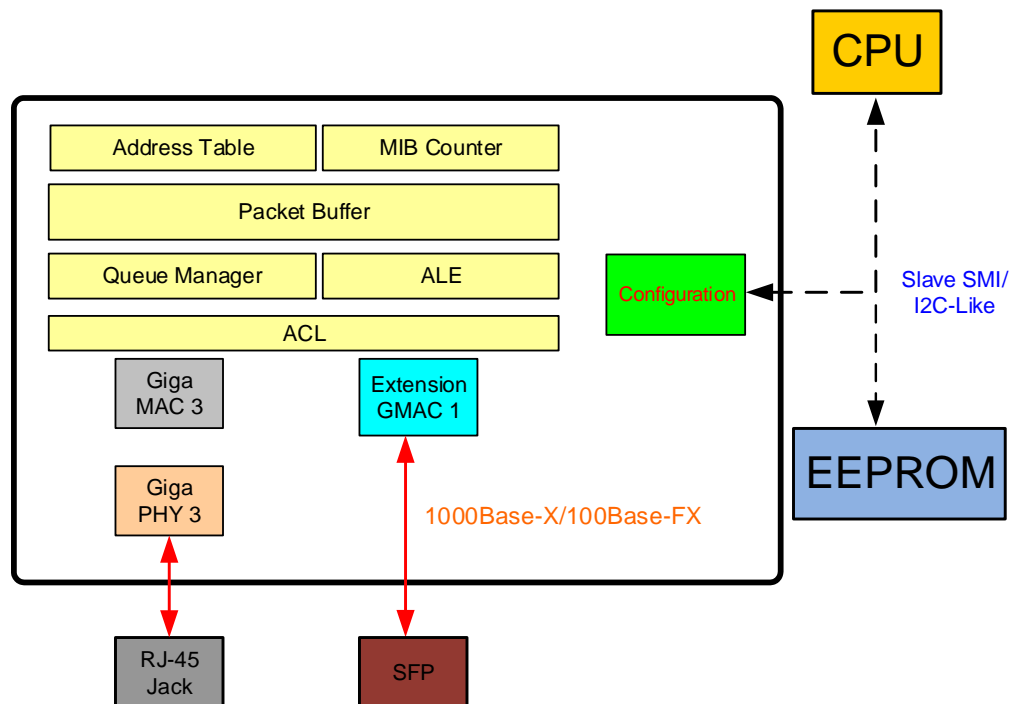 CPU
Address Table
MIB Counter
Packet Buffer
Queue Manager
ALE
Configuration
Slave SMI/
I2C-Like
ACL
Giga
MAC 3
Extension
GMAC 1
EEPROM
Giga
PHY 3
1000Base-X/100Base-FX
RJ-45
Jack
SFP